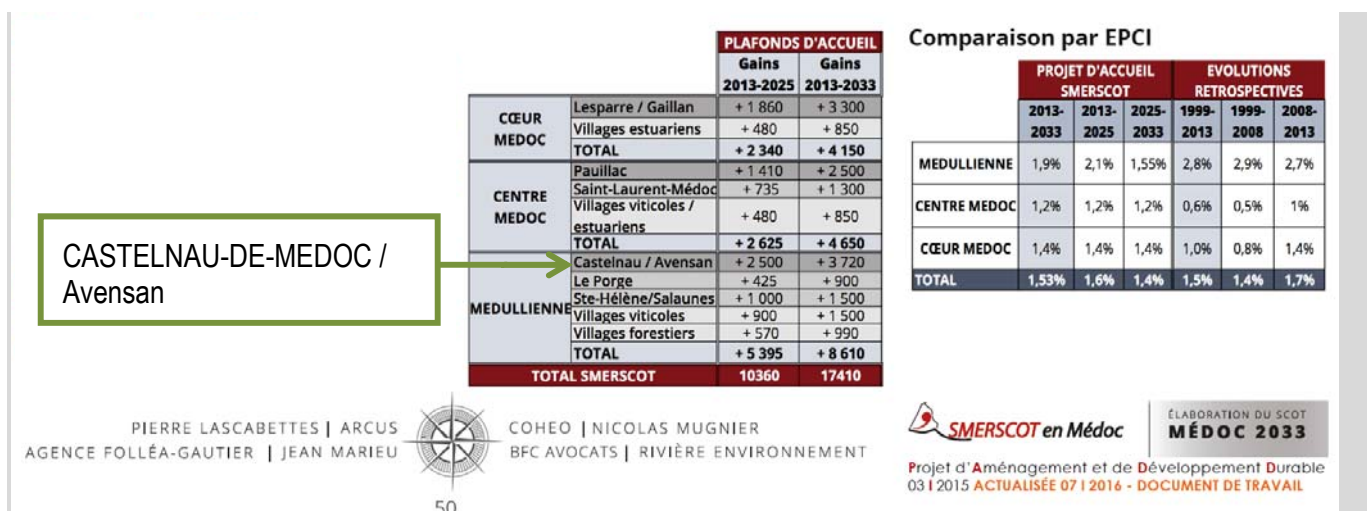 PLAFONDS D'ACCUEIL
Gains 2013-2025 Gains 2013-2033
CŒUR MEDOC
Lesparre / Gaillan + 1 860 + 3 300
Villages estuariens + 480 + 850
TOTAL + 2 340 + 4 150
CENTRE MEDOC
Pauillac + 1 410 + 2 500
Saint-Laurent-Médoc + 735 + 1 300
Villages viticoles / estuariens + 480 + 850
TOTAL + 2 625 + 4 650
MEDULLIENNE
Castelnau / Avensan + 2 500 + 3 720
Le Porge + 425 + 900
Ste-Hélène/Salaunes + 1 000 + 1 500
Villages viticoles + 900 + 1 500
Villages forestiers + 570 + 990
TOTAL + 5 395 + 8 610
TOTAL SMERSCOT 10360 17410
CASTELNAU-DE-MEDOC /
Avensan
Comparaison par EPCI
PROJET D'ACCUEIL SMERSCOT EVOLUTIONS RETROSPECTIVES
2013-2033 2013-2025 2025-2033 1999-2013 1999-2008 2008-2013
MEDULLIENNE 1,9% 2,1% 1,55% 2,8% 2,9% 2,7%
CENTRE MEDOC 1,2% 1,2% 1,2% 0,6% 0,5% 1%
CŒUR MEDOC 1,4% 1,4% 1,4% 1,0% 0,8% 1,4%
TOTAL 1,53% 1,6% 1,4% 1,5% 1,4% 1,7%
PIERRE LASCABETTES | ARCUS
AGENCE FOLLÉA-GAUTIER | JEAN MARIEU
COHEO | NICOLAS MUGNIER
BFC AVOCATS | RIVIÈRE ENVIRONNEMENT
50
SMERSCOT en Médoc
ÉLABORATION DU SCOT
MÉDOC 2033
Projet d'Aménagement et de Développement Durable
03 I 2015 ACTUALISÉE 07 I 2016 - DOCUMENT DE TRAVAIL